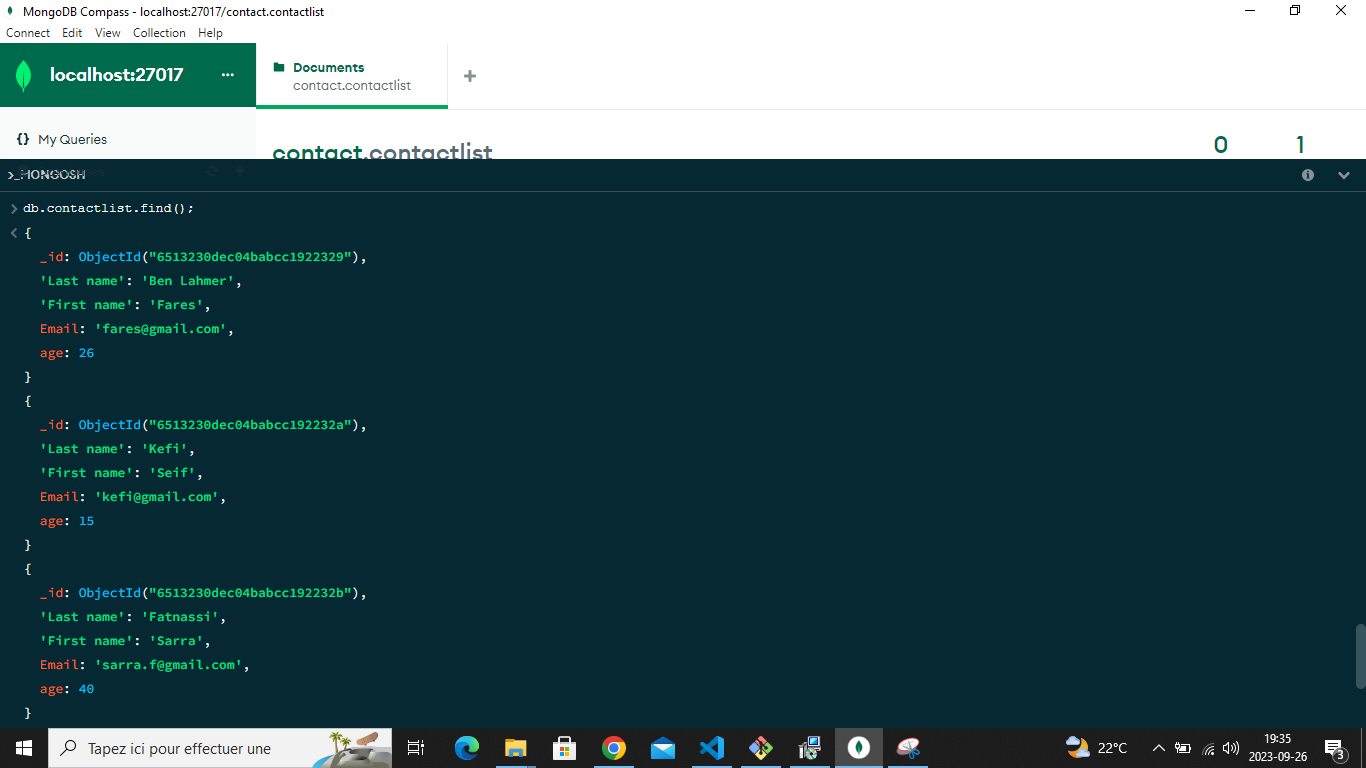 MongoDB Compass - localhost:27017/contact.contactlist
Connect Edit View Collection Help
localhost:27017 ...
Documents
contact.contactlist
{} My Queries
contact.contactlist
0 1
>_MONGOSH
> db.contactlist.find();
< {
_id: ObjectId("6513230dec04babcc1922329"),
'Last name': 'Ben Lahmer',
'First name': 'Fares',
Email: 'fares@gmail.com',
age: 26
}
{
_id: ObjectId("6513230dec04babcc192232a"),
'Last name': 'Kefi',
'First name': 'Seif',
Email: 'kefi@gmail.com',
age: 15
}
{
_id: ObjectId("6513230dec04babcc192232b"),
'Last name': 'Fatnassi',
'First name': 'Sarra',
Email: 'sarra.f@gmail.com',
age: 40
}
Tapez ici pour effectuer une
22°C
19:35
2023-09-26
3